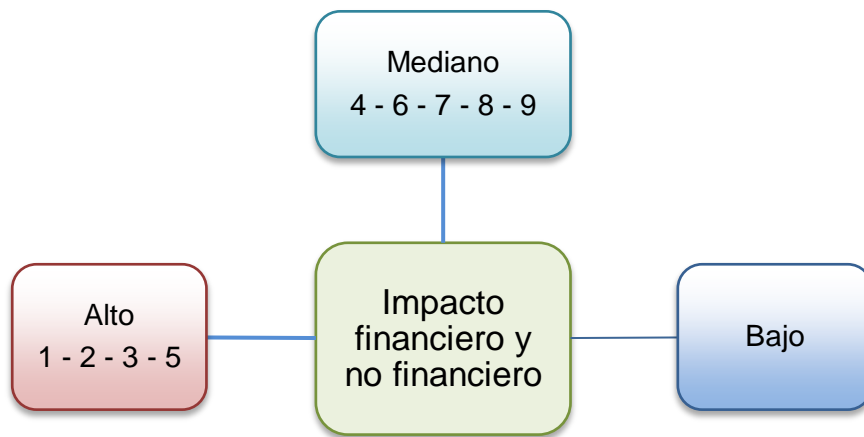 Mediano
4 - 6 - 7 - 8 - 9
Alto
1 - 2 - 3 - 5
Impacto
financiero y
no financiero
Bajo